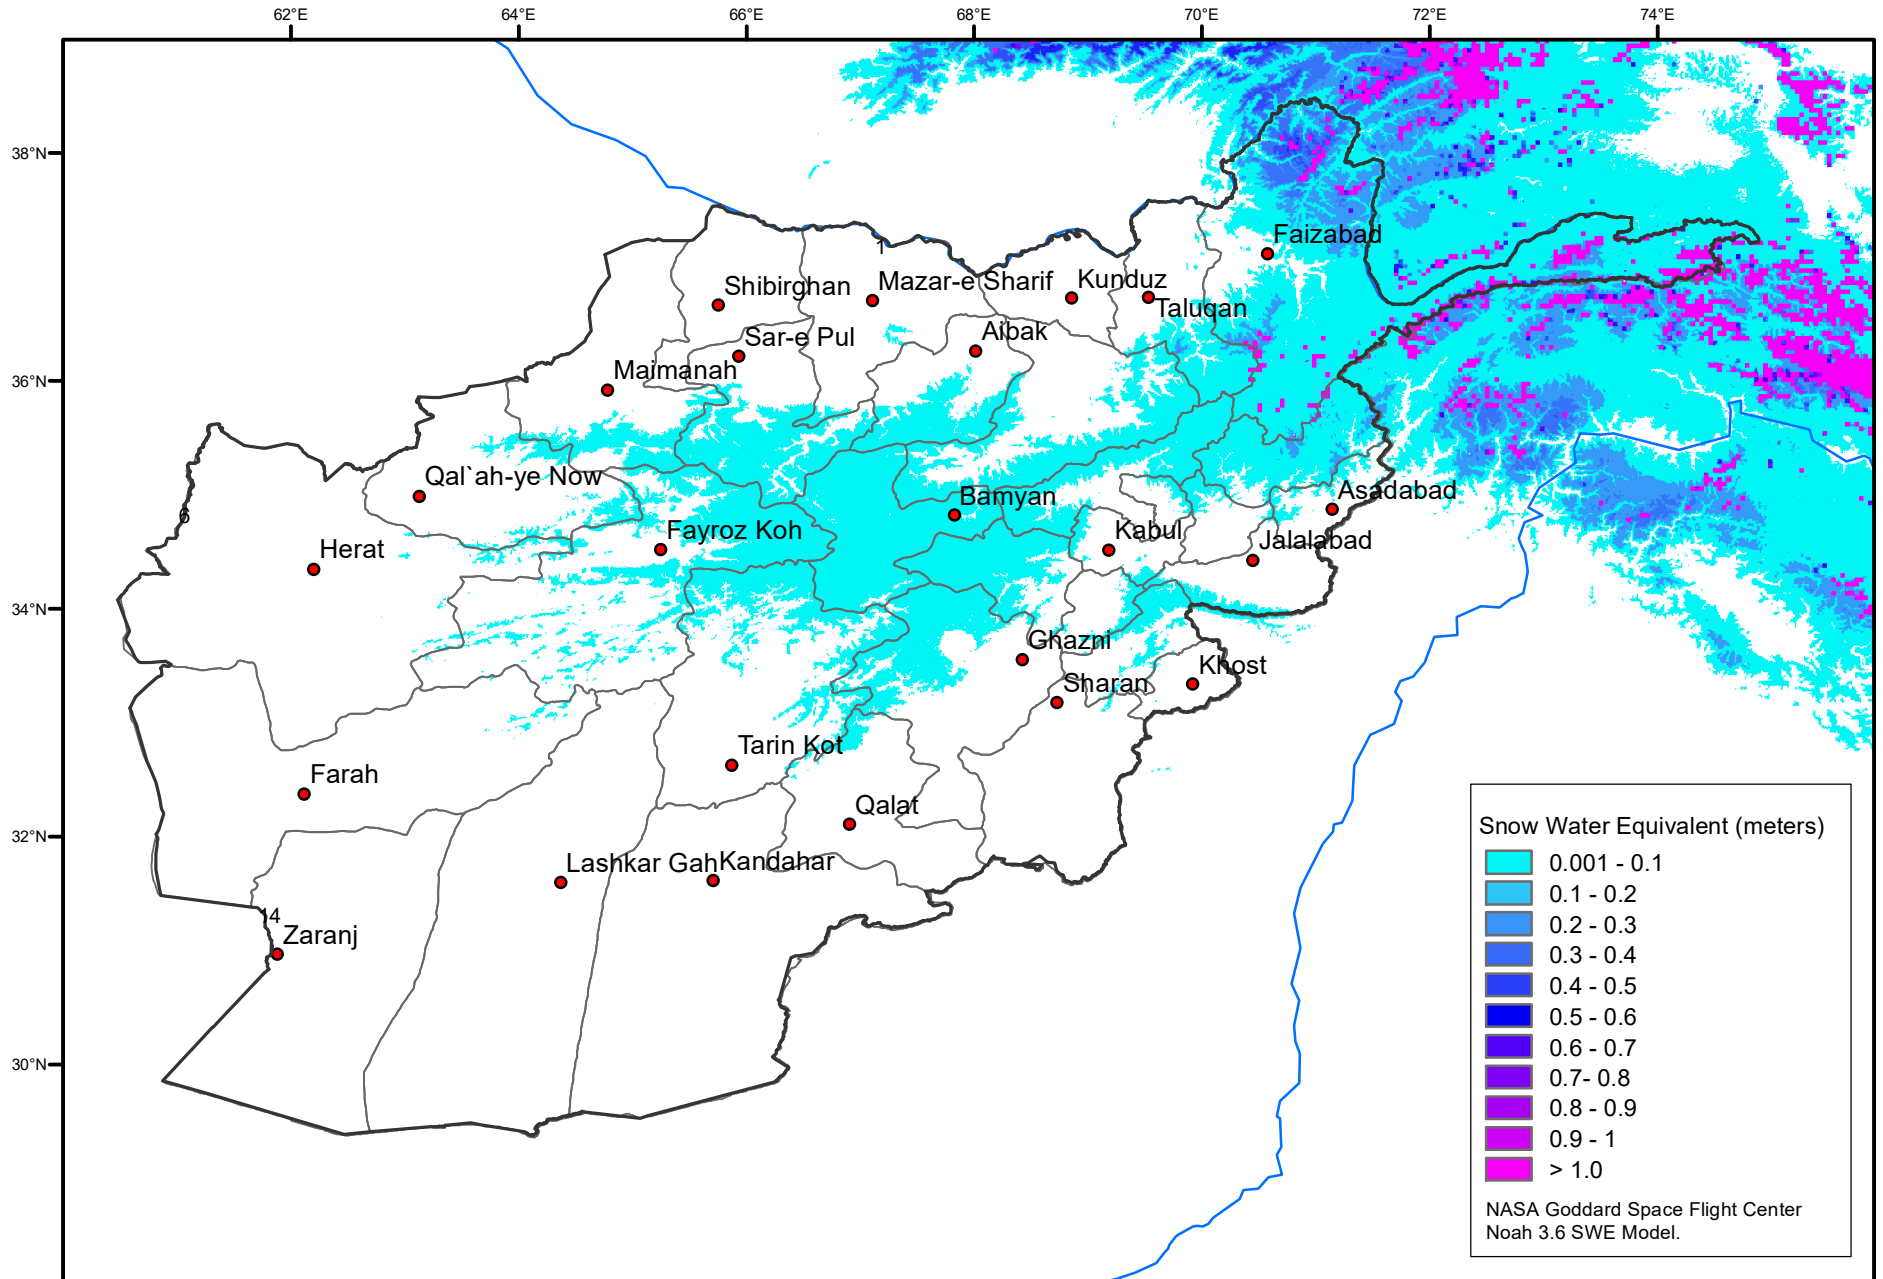 62°E 64°E 66°E 68°E 70°E 72°E 74°E
38°N
36°N
34°N
32°N
30°N
Faizabad
1
Shibirghan
Mazar-e Sharif
Kunduz
Taluqan
Sar-e Pul
Aibak
Maimanah
Qal`ah-ye Now
Bamyan
Asadabad
6
Fayroz Koh
Kabul
Jalalabad
Herat
Ghazni
Khost
Sharan
Tarin Kot
Farah
Qalat
Lashkar Gah
Kandahar
14
Zaranj
Snow Water Equivalent (meters)
0.001 - 0.1
0.1 - 0.2
0.2 - 0.3
0.3 - 0.4
0.4 - 0.5
0.5 - 0.6
0.6 - 0.7
0.7- 0.8
0.8 - 0.9
0.9 - 1
> 1.0
NASA Goddard Space Flight Center
Noah 3.6 SWE Model.